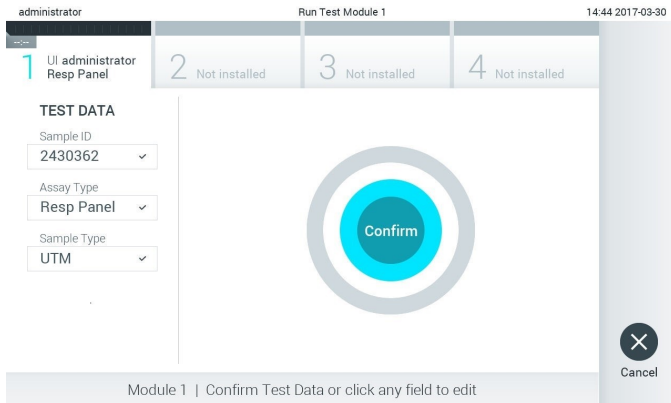 administrator
Run Test Module 1
14:44 2017-03-30
--:--
1 UI administrator
Resp Panel
2 Not installed
3 Not installed
4 Not installed
TEST DATA
Sample ID
2430362
Assay Type
Resp Panel
Sample Type
UTM
Confirm
Cancel
Module 1 | Confirm Test Data or click any field to edit